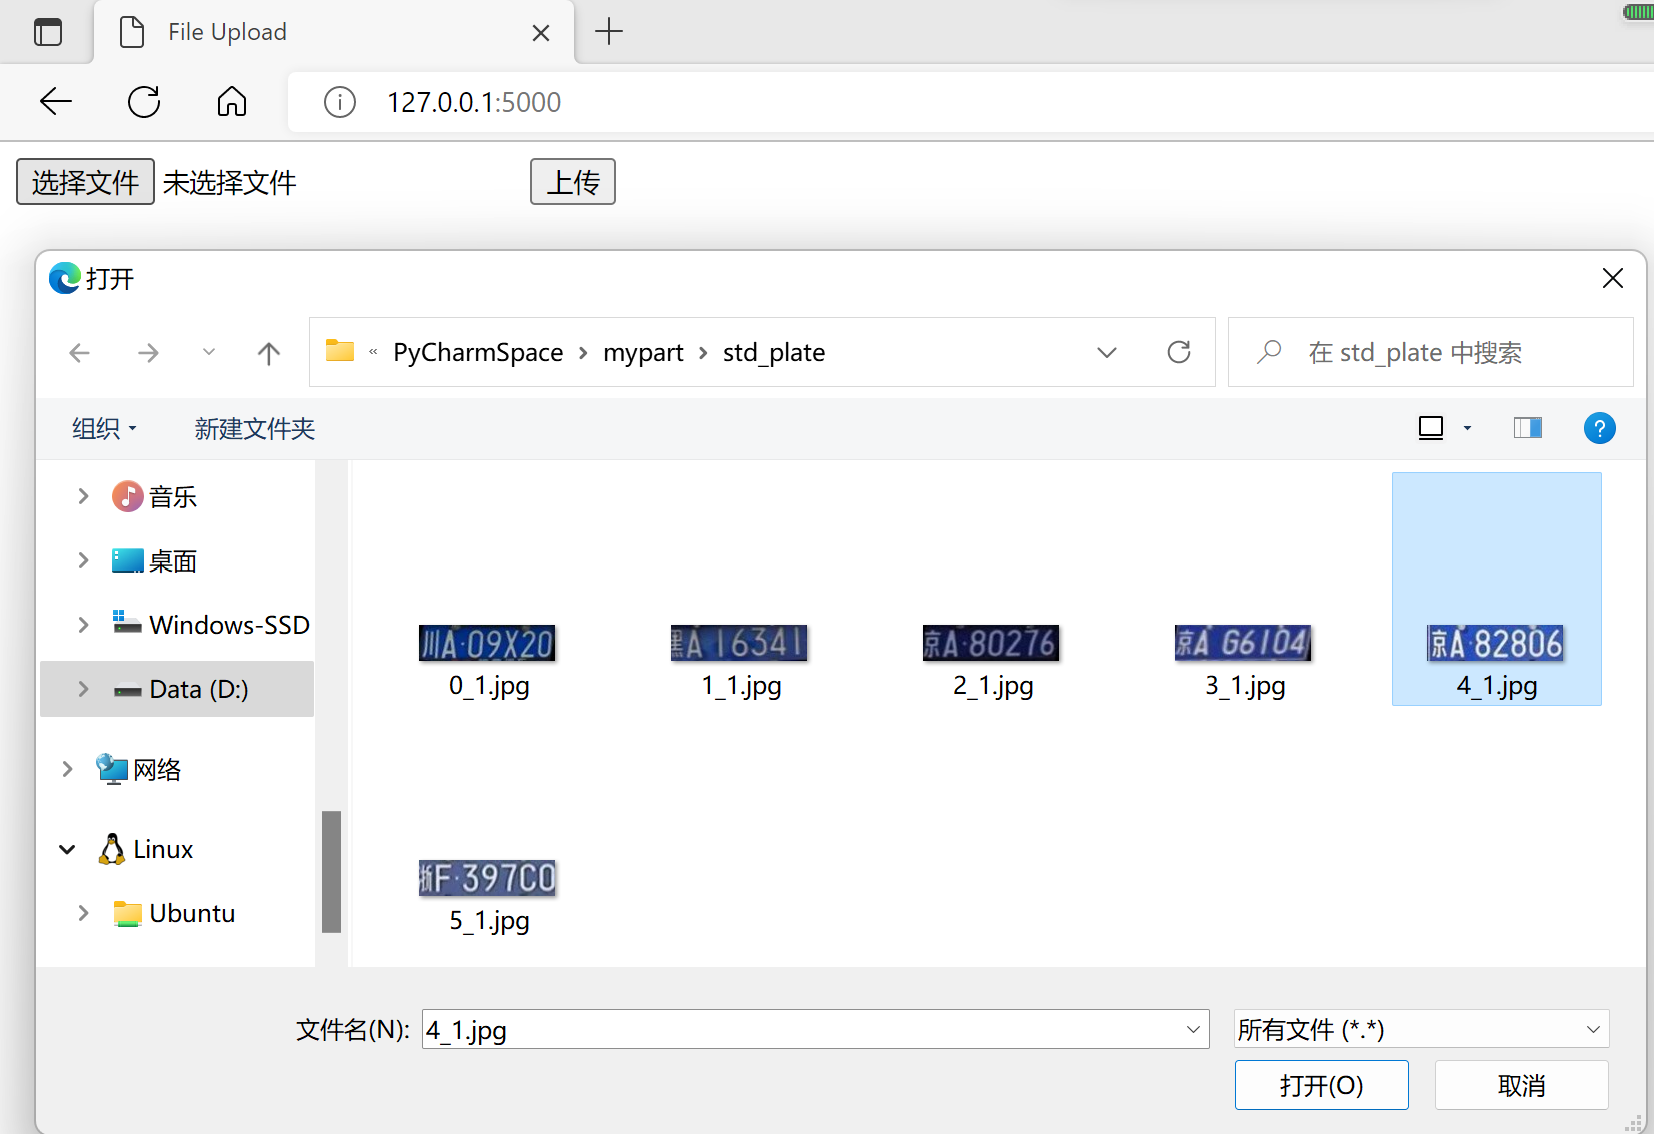 File Upload
127.0.0.1:5000
选择文件 未选择文件 上传
打开
« PyCharmSpace › mypart › std_plate
在 std_plate 中搜索
组织 新建文件夹
?
音乐
桌面
Windows-SSD
Data (D:)
网络
Linux
Ubuntu
川A·09X20
黑A 16341
京A·80276
京A G6104
京A·82806
0_1.jpg
1_1.jpg
2_1.jpg
3_1.jpg
4_1.jpg
浙F·397C0
5_1.jpg
文件名(N): 4_1.jpg
所有文件 (*.*)
打开(O) 取消